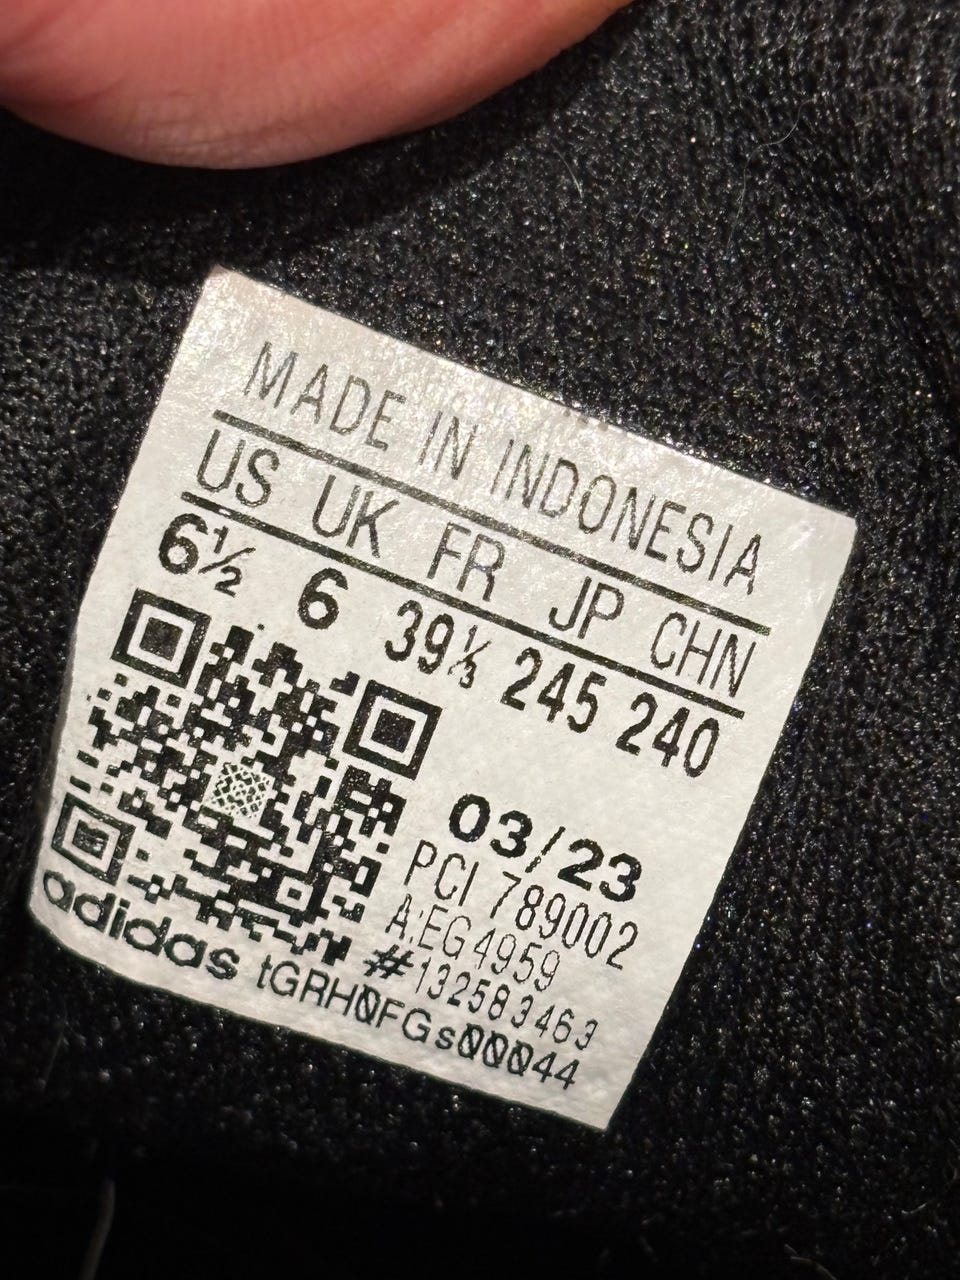 MADE IN INDONESIA
US UK FR JP CHN
6½ 6 39⅓ 245 240
03/23
PCI 789002
A:EG4959
#132583463
adidas tGRH0FGs00044